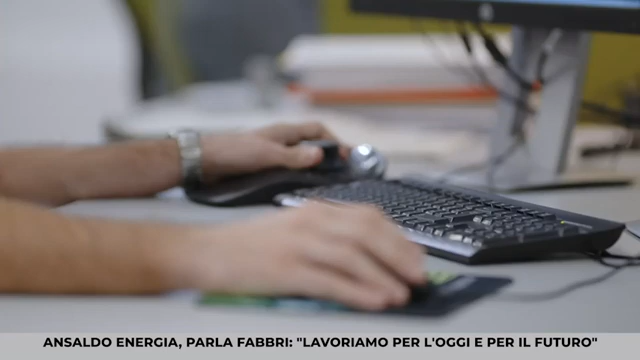 ANSALDO ENERGIA, PARLA FABBRI: "LAVORIAMO PER L'OGGI E PER IL FUTURO"